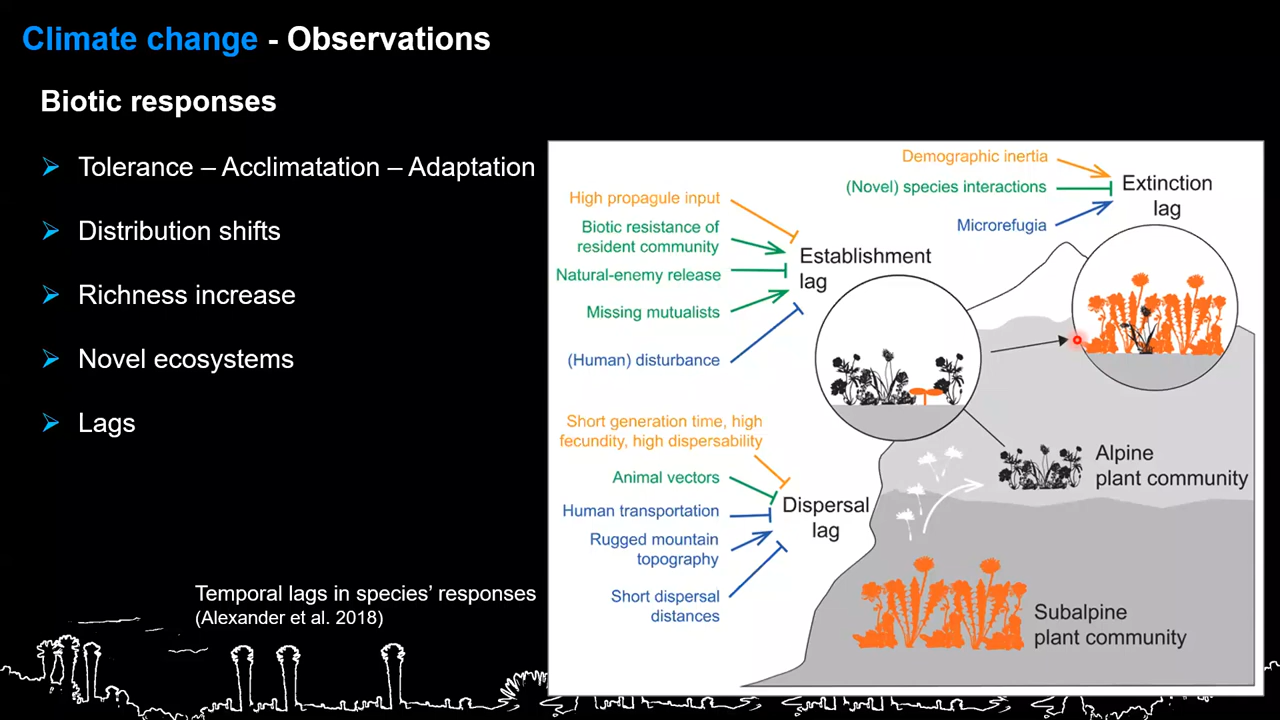 Climate change - Observations
Biotic responses
Tolerance – Acclimatation – Adaptation
Distribution shifts
Richness increase
Novel ecosystems
Lags
Temporal lags in species’ responses
(Alexander et al. 2018)
Demographic inertia
(Novel) species interactions
Microrefugia
Extinction
lag
High propagule input
Biotic resistance of
resident community
Natural-enemy release
Missing mutualists
(Human) disturbance
Establishment
lag
Short generation time, high
fecundity, high dispersability
Animal vectors
Human transportation
Rugged mountain
topography
Short dispersal
distances
Dispersal
lag
Alpine
plant community
Subalpine
plant community